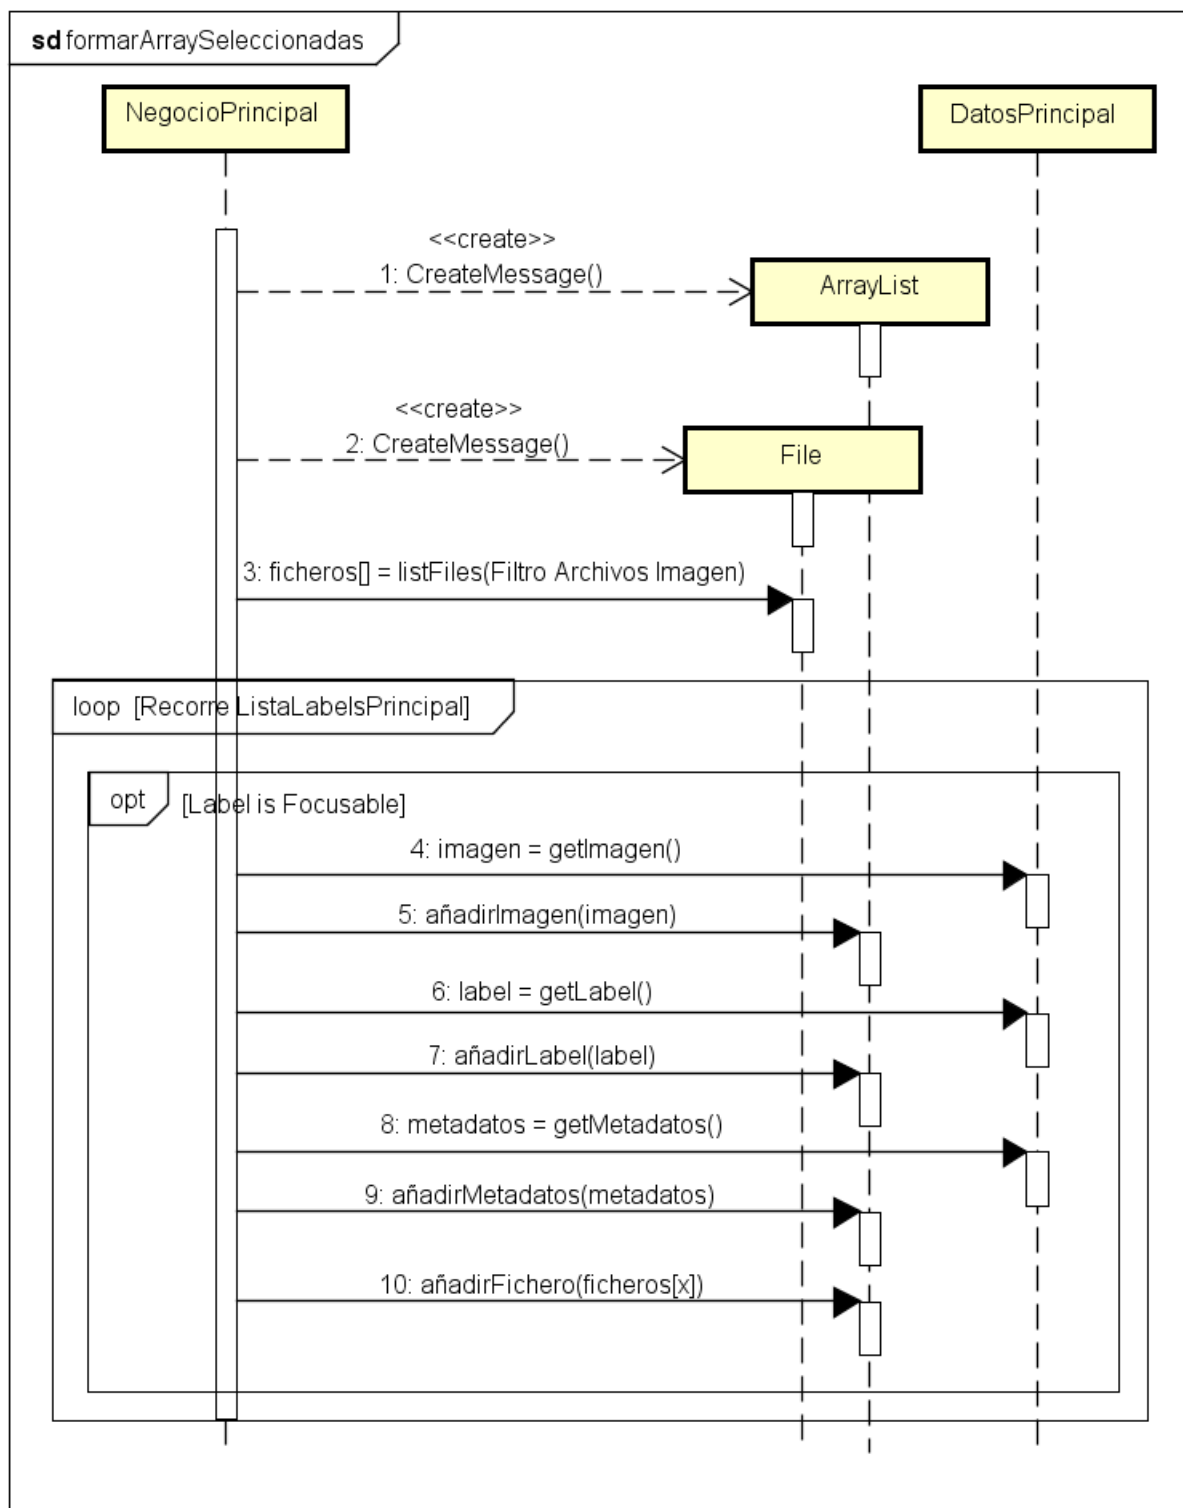 sd formarArraySeleccionadas
NegocioPrincipal
DatosPrincipal
<<create>>
1: CreateMessage()
ArrayList
<<create>>
2: CreateMessage()
File
3: ficheros[] = listFiles(Filtro Archivos Imagen)
loop [Recorre ListaLabelsPrincipal]
opt [Label is Focusable]
4: imagen = getImagen()
5: añadirImagen(imagen)
6: label = getLabel()
7: añadirLabel(label)
8: metadatos = getMetadatos()
9: añadirMetadatos(metadatos)
10: añadirFichero(ficheros[x])